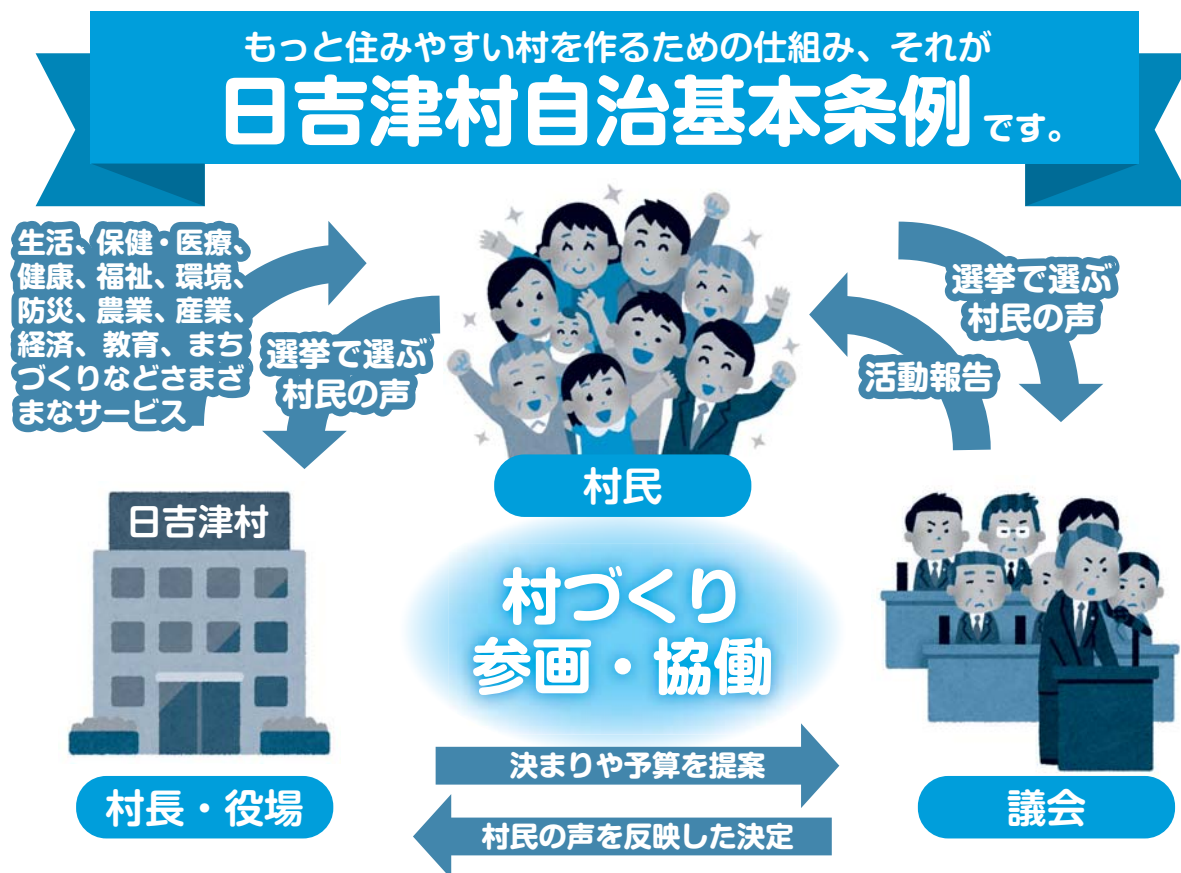 もっと住みやすい村を作るための仕組み、それが
日吉津村自治基本条例です。
生活、保健・医療、
健康、福祉、環境、
防災、農業、産業、
経済、教育、まち
づくりなどさまざ
まなサービス
選挙で選ぶ
村民の声
選挙で選ぶ
村民の声
活動報告
村民
日吉津村
村づくり
参画・協働
決まりや予算を提案
村長・役場
議会
村民の声を反映した決定